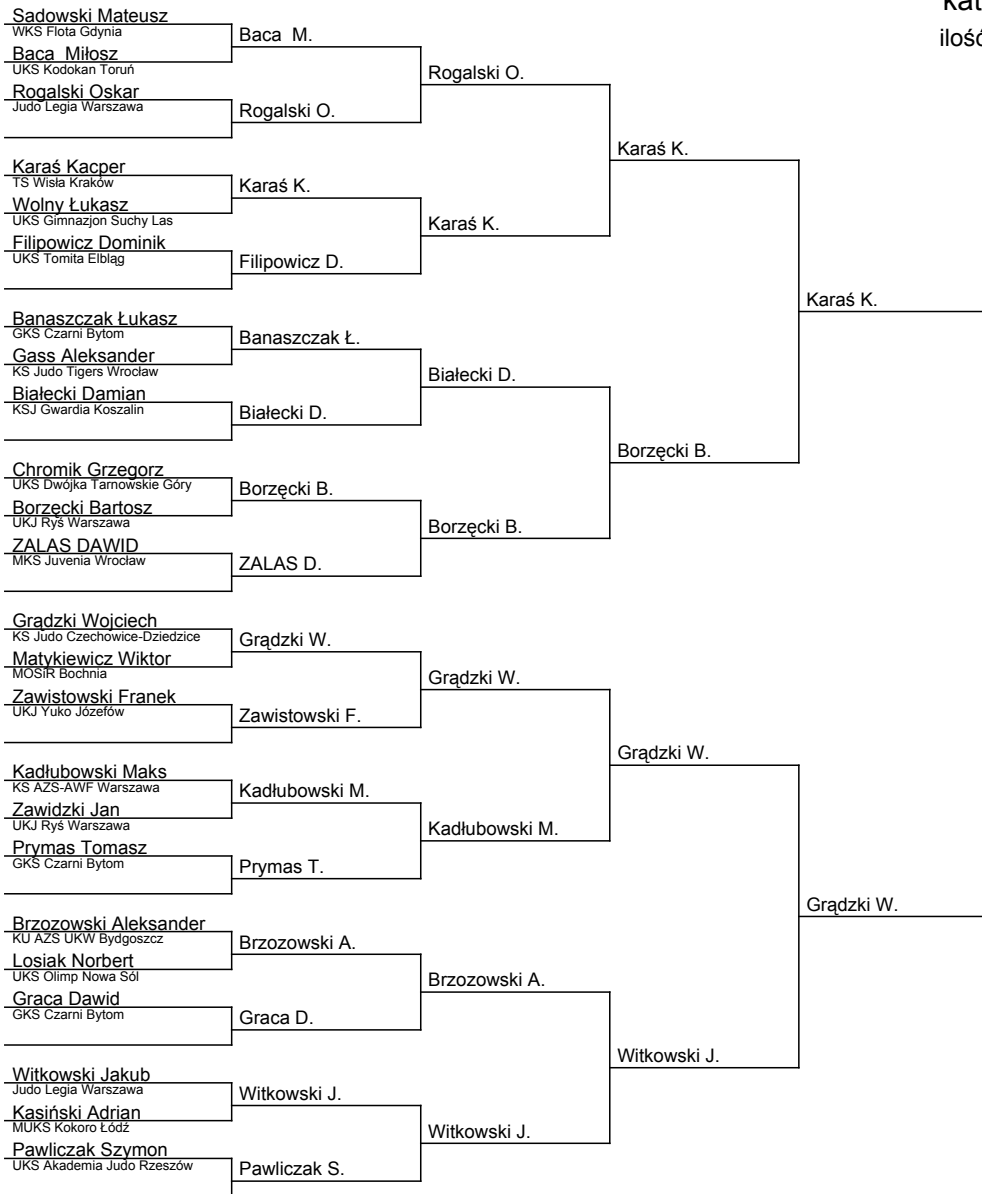 Sadowski Mateusz
WKS Flota Gdynia
Baca Miłosz
UKS Kodokan Toruń
Rogalski Oskar
Judo Legia Warszawa
Karaś Kacper
TS Wisła Kraków
Wolny Łukasz
UKS Gimnazjon Suchy Las
Filipowicz Dominik
UKS Tomita Elbląg
Banaszczak Łukasz
GKS Czarni Bytom
Gass Aleksander
KS Judo Tigers Wrocław
Białecki Damian
KSJ Gwardia Koszalin
Chromik Grzegorz
UKS Dwójka Tarnowskie Góry
Borzęcki Bartosz
UKJ Ryś Warszawa
ZALAS DAWID
MKS Juvenia Wrocław
Grądzki Wojciech
KS Judo Czechowice-Dziedzice
Matykiewicz Wiktor
MOSiR Bochnia
Zawistowski Franek
UKJ Yuko Józefów
Kadłubowski Maks
KS AZS-AWF Warszawa
Zawidzki Jan
UKJ Ryś Warszawa
Prymas Tomasz
GKS Czarni Bytom
Brzozowski Aleksander
KU AZS UKW Bydgoszcz
Losiak Norbert
UKS Olimp Nowa Sól
Graca Dawid
GKS Czarni Bytom
Witkowski Jakub
Judo Legia Warszawa
Kasiński Adrian
MUKS Kokoro Łódź
Pawliczak Szymon
UKS Akademia Judo Rzeszów
Baca M.
Rogalski O.
Karaś K.
Filipowicz D.
Banaszczak Ł.
Białecki D.
Borzęcki B.
ZALAS D.
Grądzki W.
Zawistowski F.
Kadłubowski M.
Prymas T.
Brzozowski A.
Graca D.
Witkowski J.
Pawliczak S.
Rogalski O.
Karaś K.
Białecki D.
Borzęcki B.
Grądzki W.
Kadłubowski M.
Brzozowski A.
Witkowski J.
Karaś K.
Borzęcki B.
Grądzki W.
Witkowski J.
Karaś K.
Grądzki W.
kat
ilość